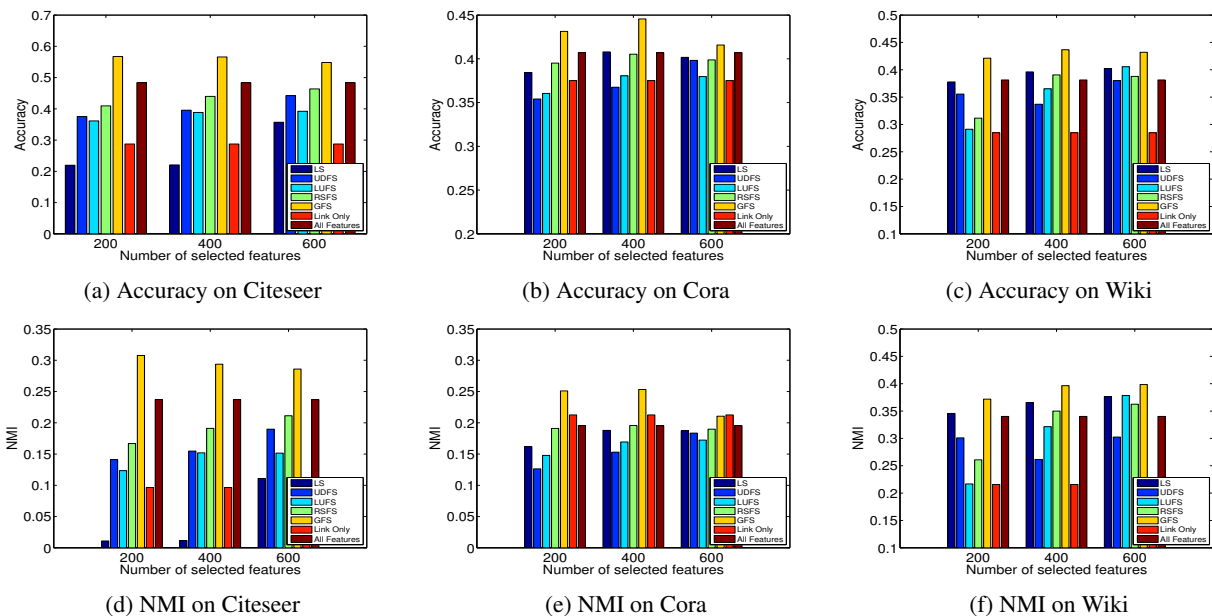 0.7
0.6
0.5
0.4
0.3
0.2
0.1
0
Accuracy
200
400
600
Number of selected features
LS
UDFS
LUFS
RSFS
GFS
Link Only
All Features
(a) Accuracy on Citeseer
0.45
0.4
0.35
0.3
0.25
0.2
Accuracy
200
400
600
Number of selected features
LS
UDFS
LUFS
RSFS
GFS
Link Only
All Features
(b) Accuracy on Cora
0.5
0.45
0.4
0.35
0.3
0.25
0.2
0.15
0.1
Accuracy
200
400
600
Number of selected features
LS
UDFS
LUFS
RSFS
GFS
Link Only
All Features
(c) Accuracy on Wiki
0.35
0.3
0.25
0.2
0.15
0.1
0.05
0
NMI
200
400
600
Number of selected features
LS
UDFS
LUFS
RSFS
GFS
Link Only
All Features
(d) NMI on Citeseer
0.35
0.3
0.25
0.2
0.15
0.1
0.05
0
NMI
200
400
600
Number of selected features
LS
UDFS
LUFS
RSFS
GFS
Link Only
All Features
(e) NMI on Cora
0.5
0.45
0.4
0.35
0.3
0.25
0.2
0.15
0.1
NMI
200
400
600
Number of selected features
LS
UDFS
LUFS
RSFS
GFS
Link Only
All Features
(f) NMI on Wiki